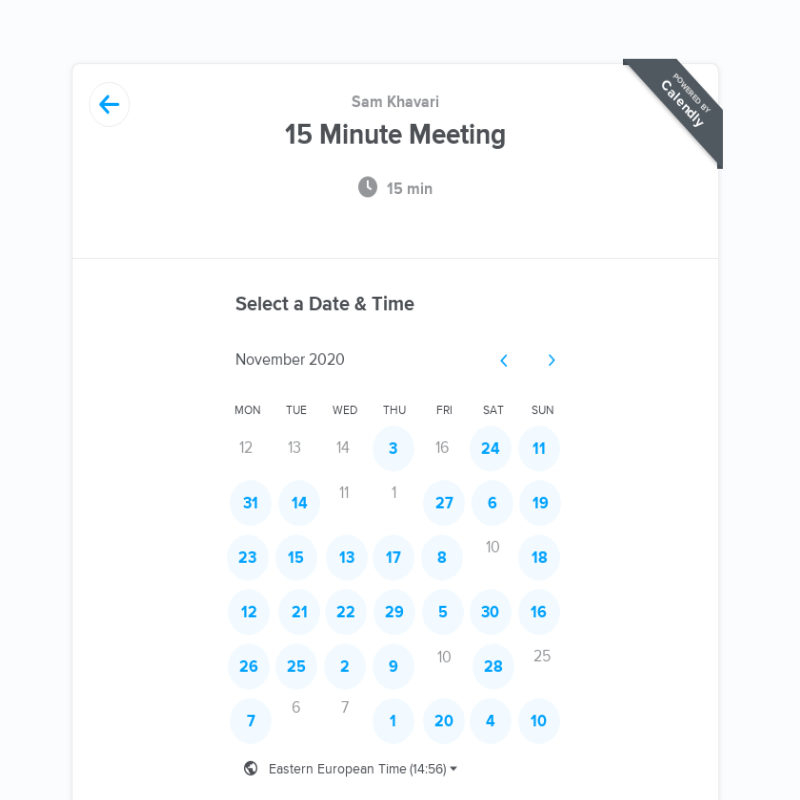 POWERED BY
Calendly
Sam Khavari
15 Minute Meeting
15 min
Select a Date & Time
November 2020
MON TUE WED THU FRI SAT SUN
12 13 14 3 16 24 11
31 14 11 1 27 6 19
23 15 13 17 8 10 18
12 21 22 29 5 30 16
26 25 2 9 10 28 25
7 6 7 1 20 4 10
Eastern European Time (14:56)